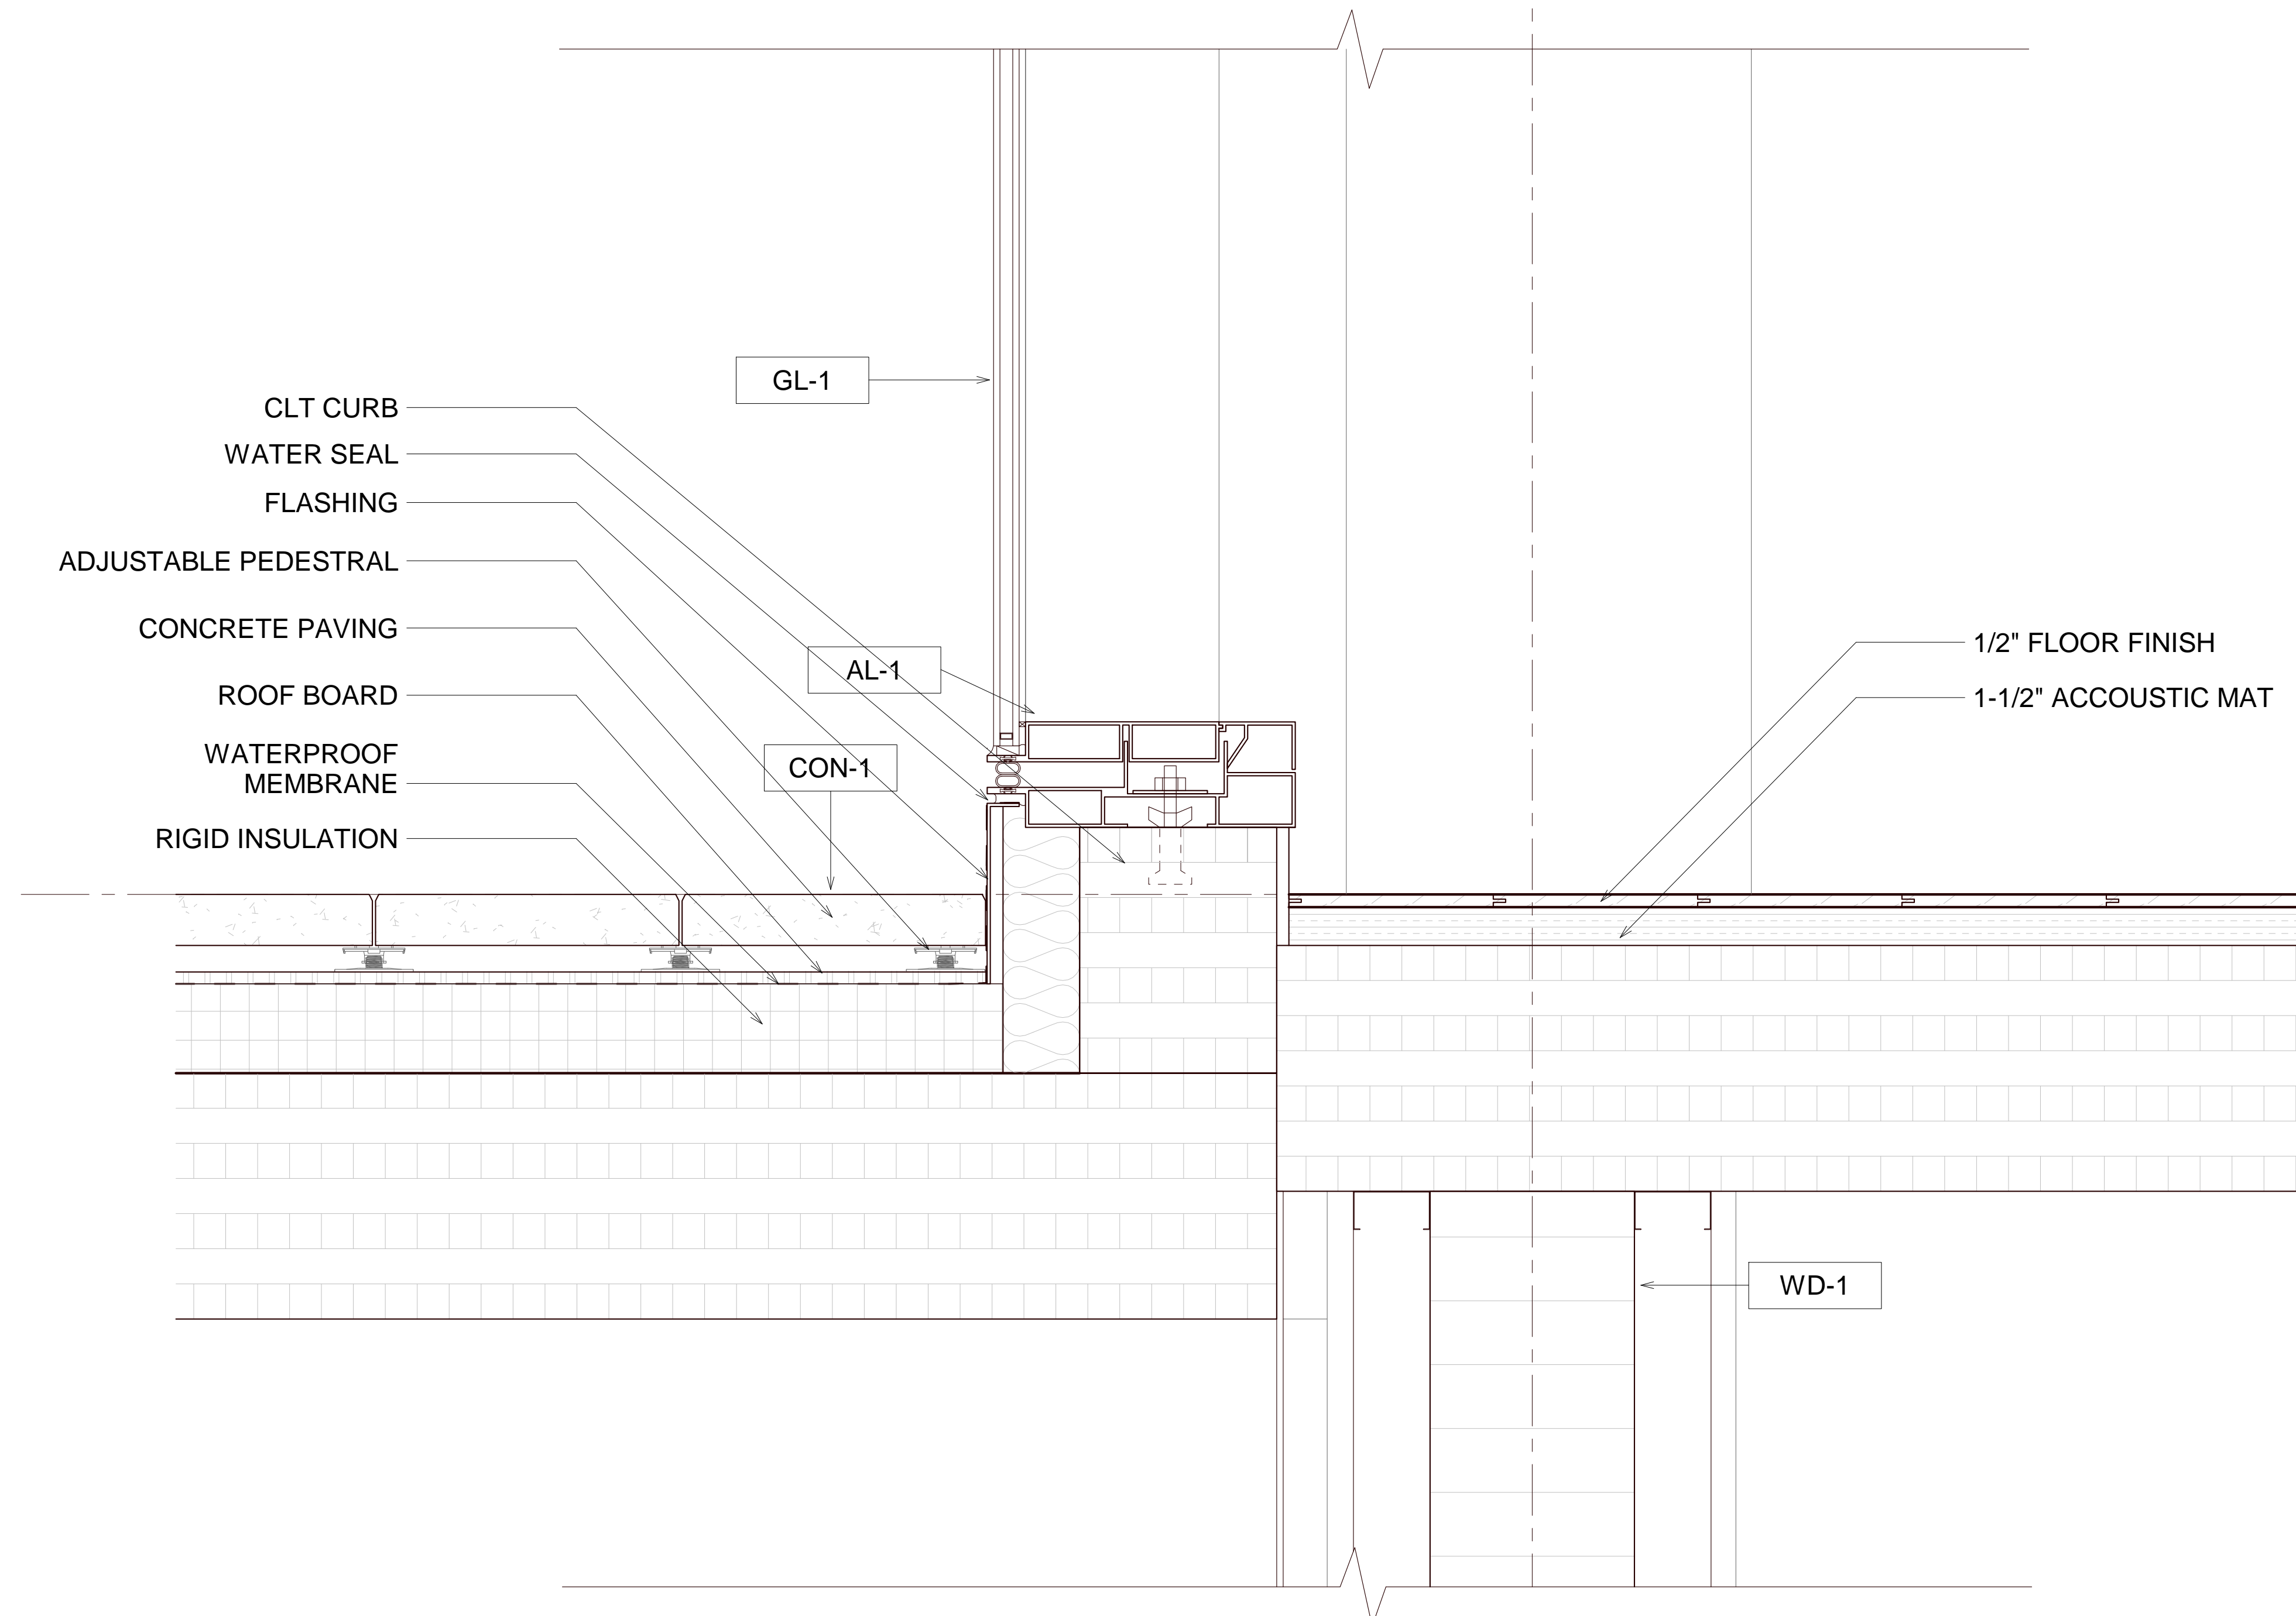 GL-1
CLT CURB
WATER SEAL
FLASHING
ADJUSTABLE PEDESTRAL
CONCRETE PAVING
ROOF BOARD
WATERPROOF
MEMBRANE
RIGID INSULATION
AL-1
CON-1
1/2" FLOOR FINISH
1-1/2" ACCOUSTIC MAT
WD-1